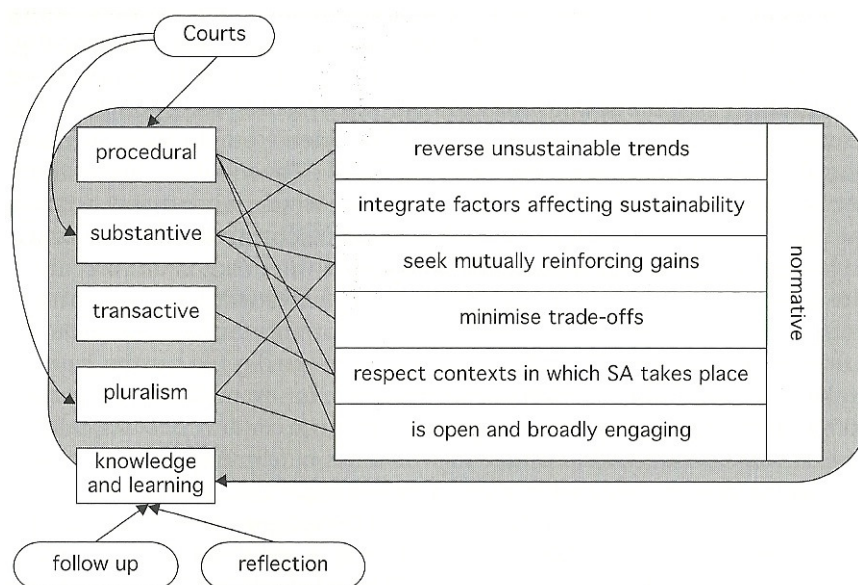 Courts
procedural
substantive
transactive
pluralism
knowledge
and learning
follow up
reflection
reverse unsustainable trends
integrate factors affecting sustainability
seek mutually reinforcing gains
minimise trade-offs
respect contexts in which SA takes place
is open and broadly engaging
normative